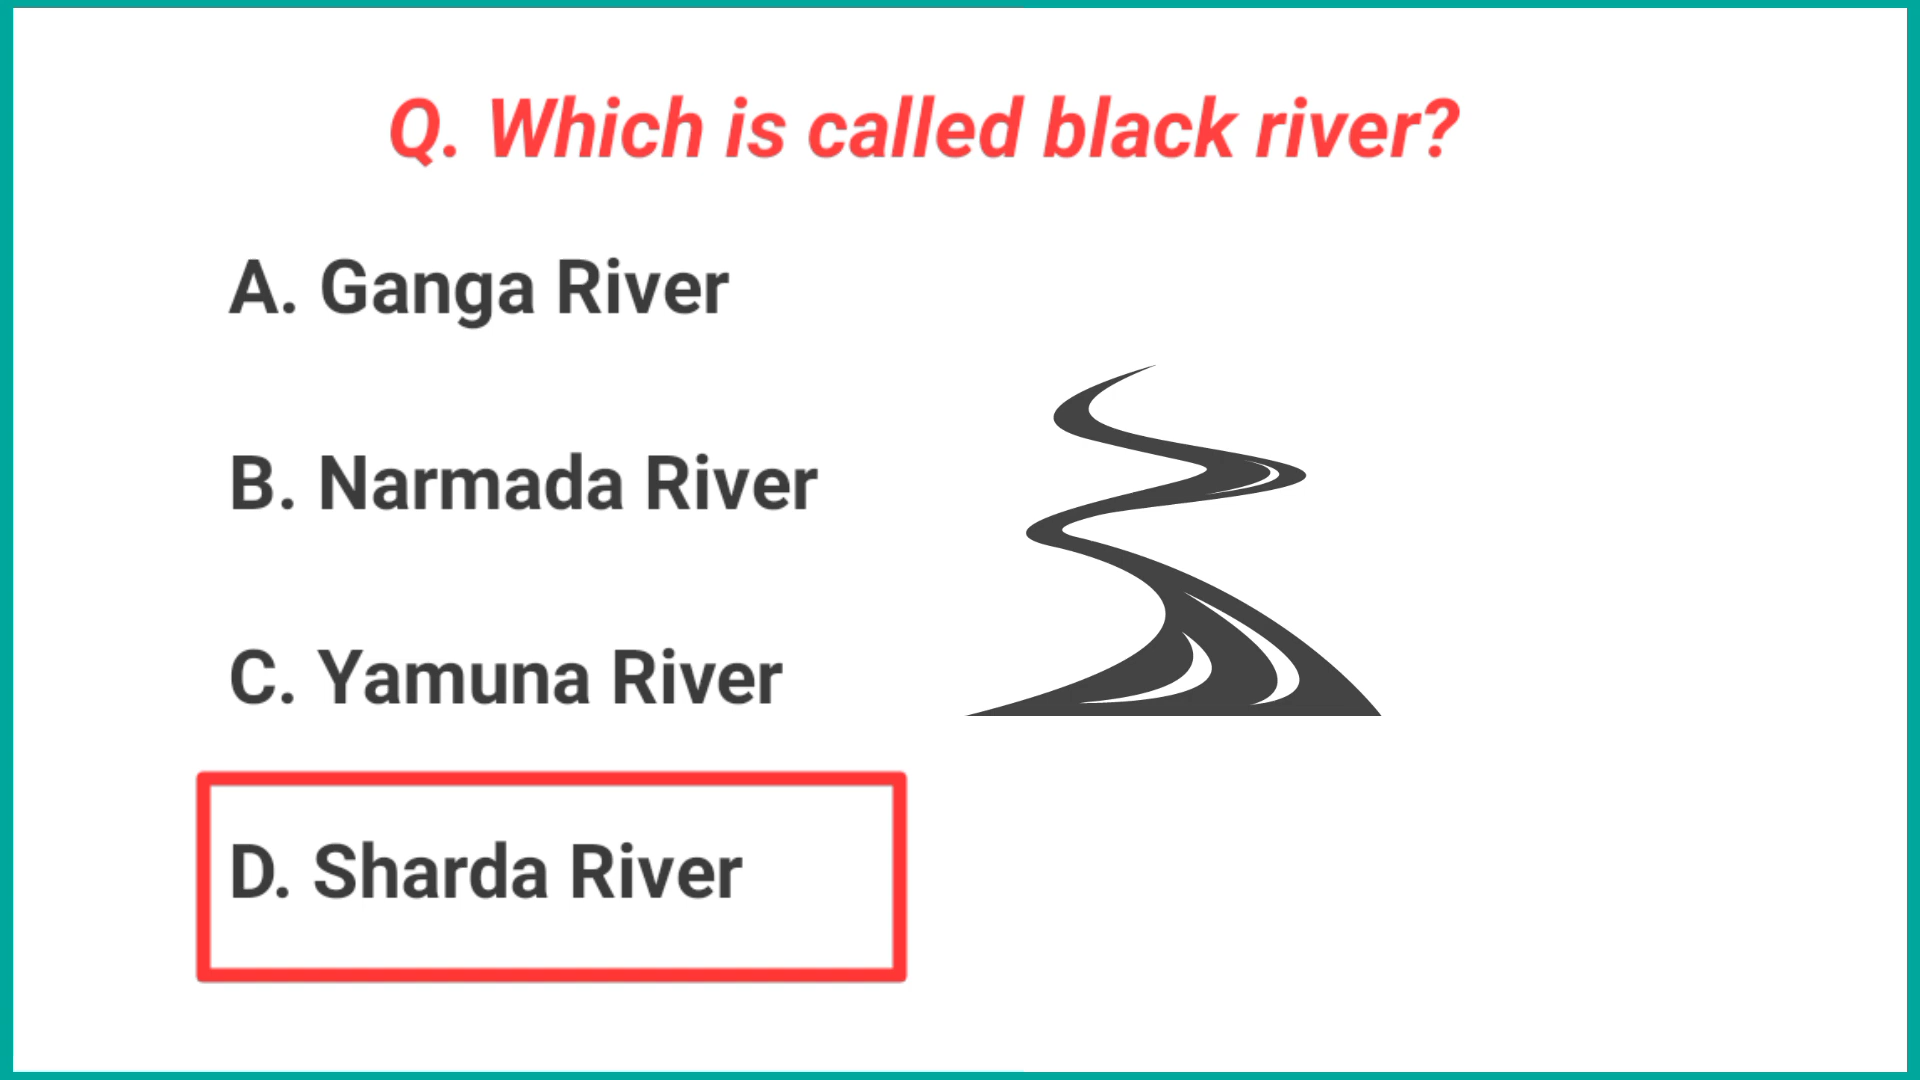 Q. Which is called black river?
A. Ganga River
B. Narmada River
C. Yamuna River
D. Sharda River